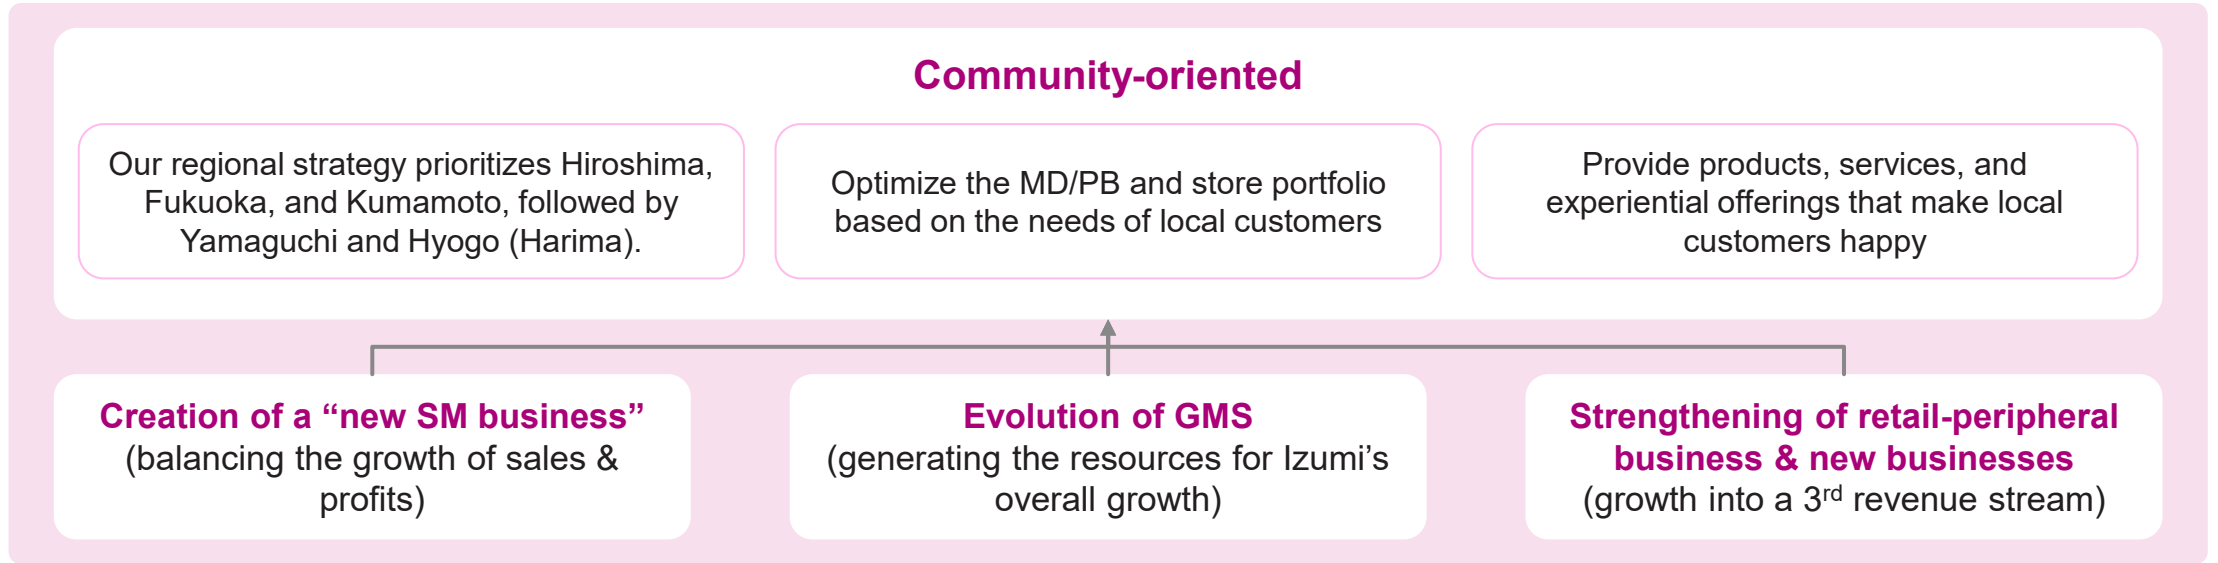 Community-oriented
Our regional strategy prioritizes Hiroshima,
Fukuoka, and Kumamoto, followed by
Yamaguchi and Hyogo (Harima).
Optimize the MD/PB and store portfolio
based on the needs of local customers
Provide products, services, and
experiential offerings that make local
customers happy
Creation of a “new SM business”
(balancing the growth of sales &
profits)
Evolution of GMS
(generating the resources for Izumi’s
overall growth)
Strengthening of retail-peripheral
business & new businesses
(growth into a 3rd revenue stream)